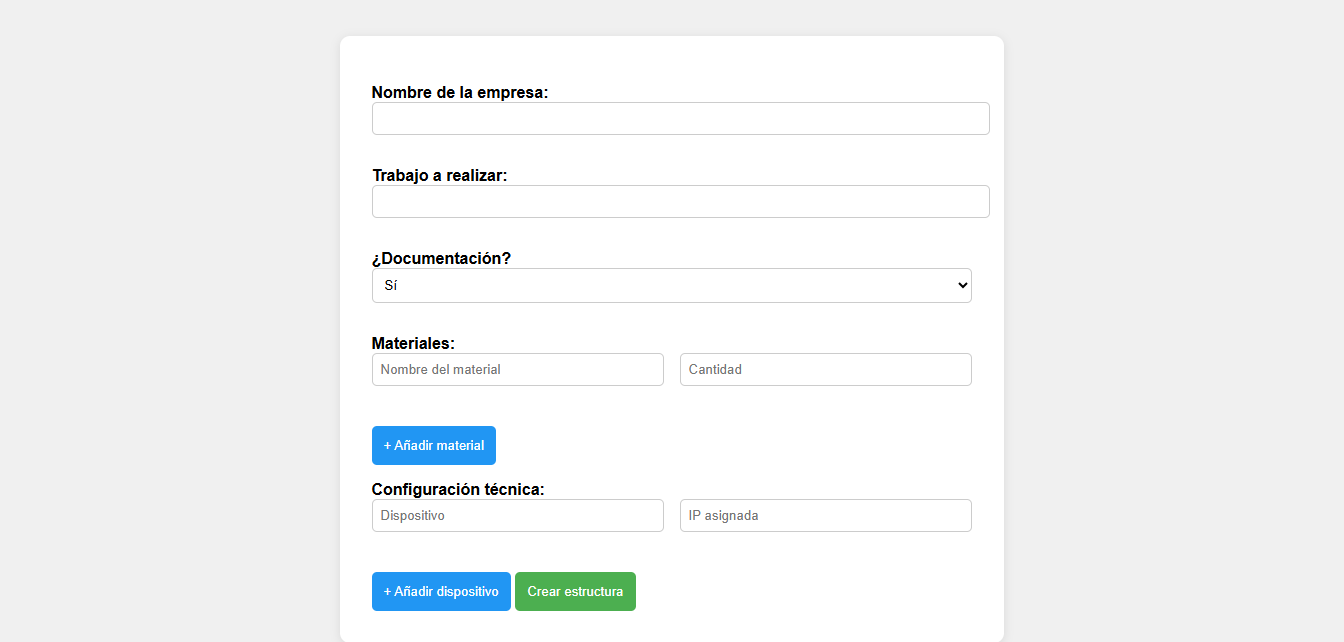 Nombre de la empresa:
Trabajo a realizar:
¿Documentación?
Sí
Materiales:
Nombre del material Cantidad
+ Añadir material
Configuración técnica:
Dispositivo IP asignada
+ Añadir dispositivo Crear estructura